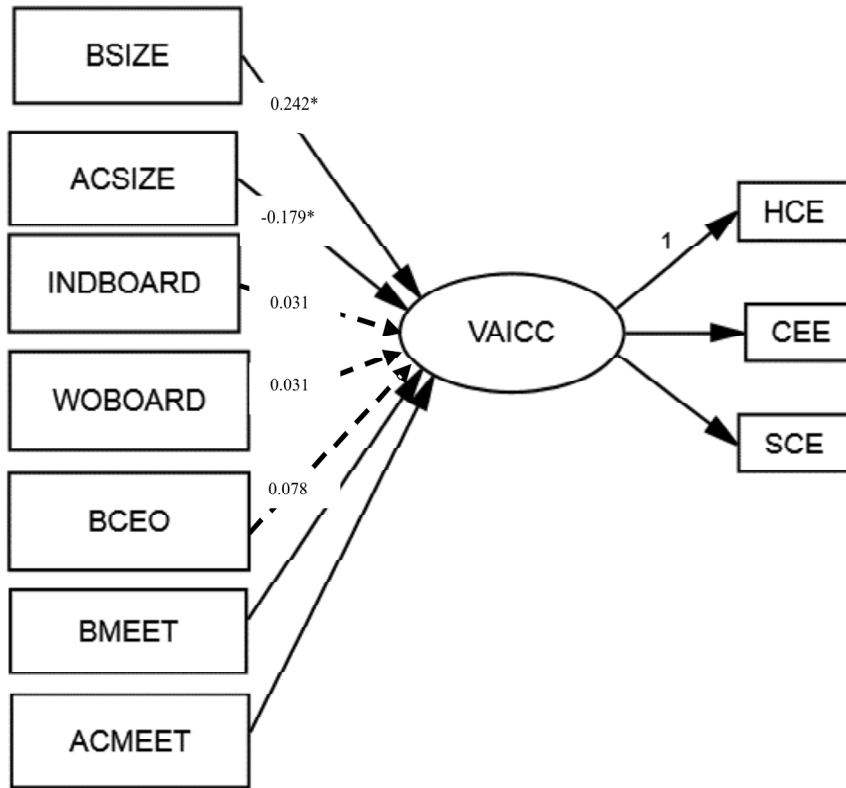 BSIZE
0.242*
ACSIZE
-0.179*
INDBOARD
0.031
WOBOARD
0.031
BCEO
0.078
BMEET
ACMEET
VAICC
1
HCE
CEE
SCE